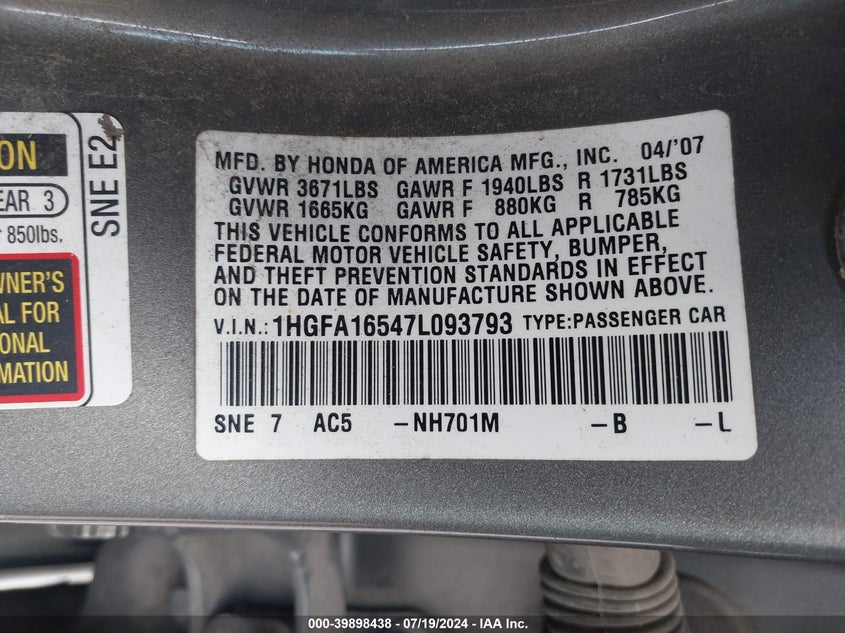 ON
EAR 3
850lbs.
WNER'S
AL FOR
ONAL
MATION
SNE E2
MFD. BY HONDA OF AMERICA MFG., INC. 04/'07
GVWR 3671LBS GAWR F 1940LBS R 1731LBS
GVWR 1665KG GAWR F 880KG R 785KG
THIS VEHICLE CONFORMS TO ALL APPLICABLE
FEDERAL MOTOR VEHICLE SAFETY, BUMPER,
AND THEFT PREVENTION STANDARDS IN EFFECT
ON THE DATE OF MANUFACTURE SHOWN ABOVE.
V.I.N.: 1HGFA16547L093793 TYPE:PASSENGER CAR
SNE 7 AC5 -NH701M -B -L
000-39898438 - 07/19/2024 - IAA Inc.